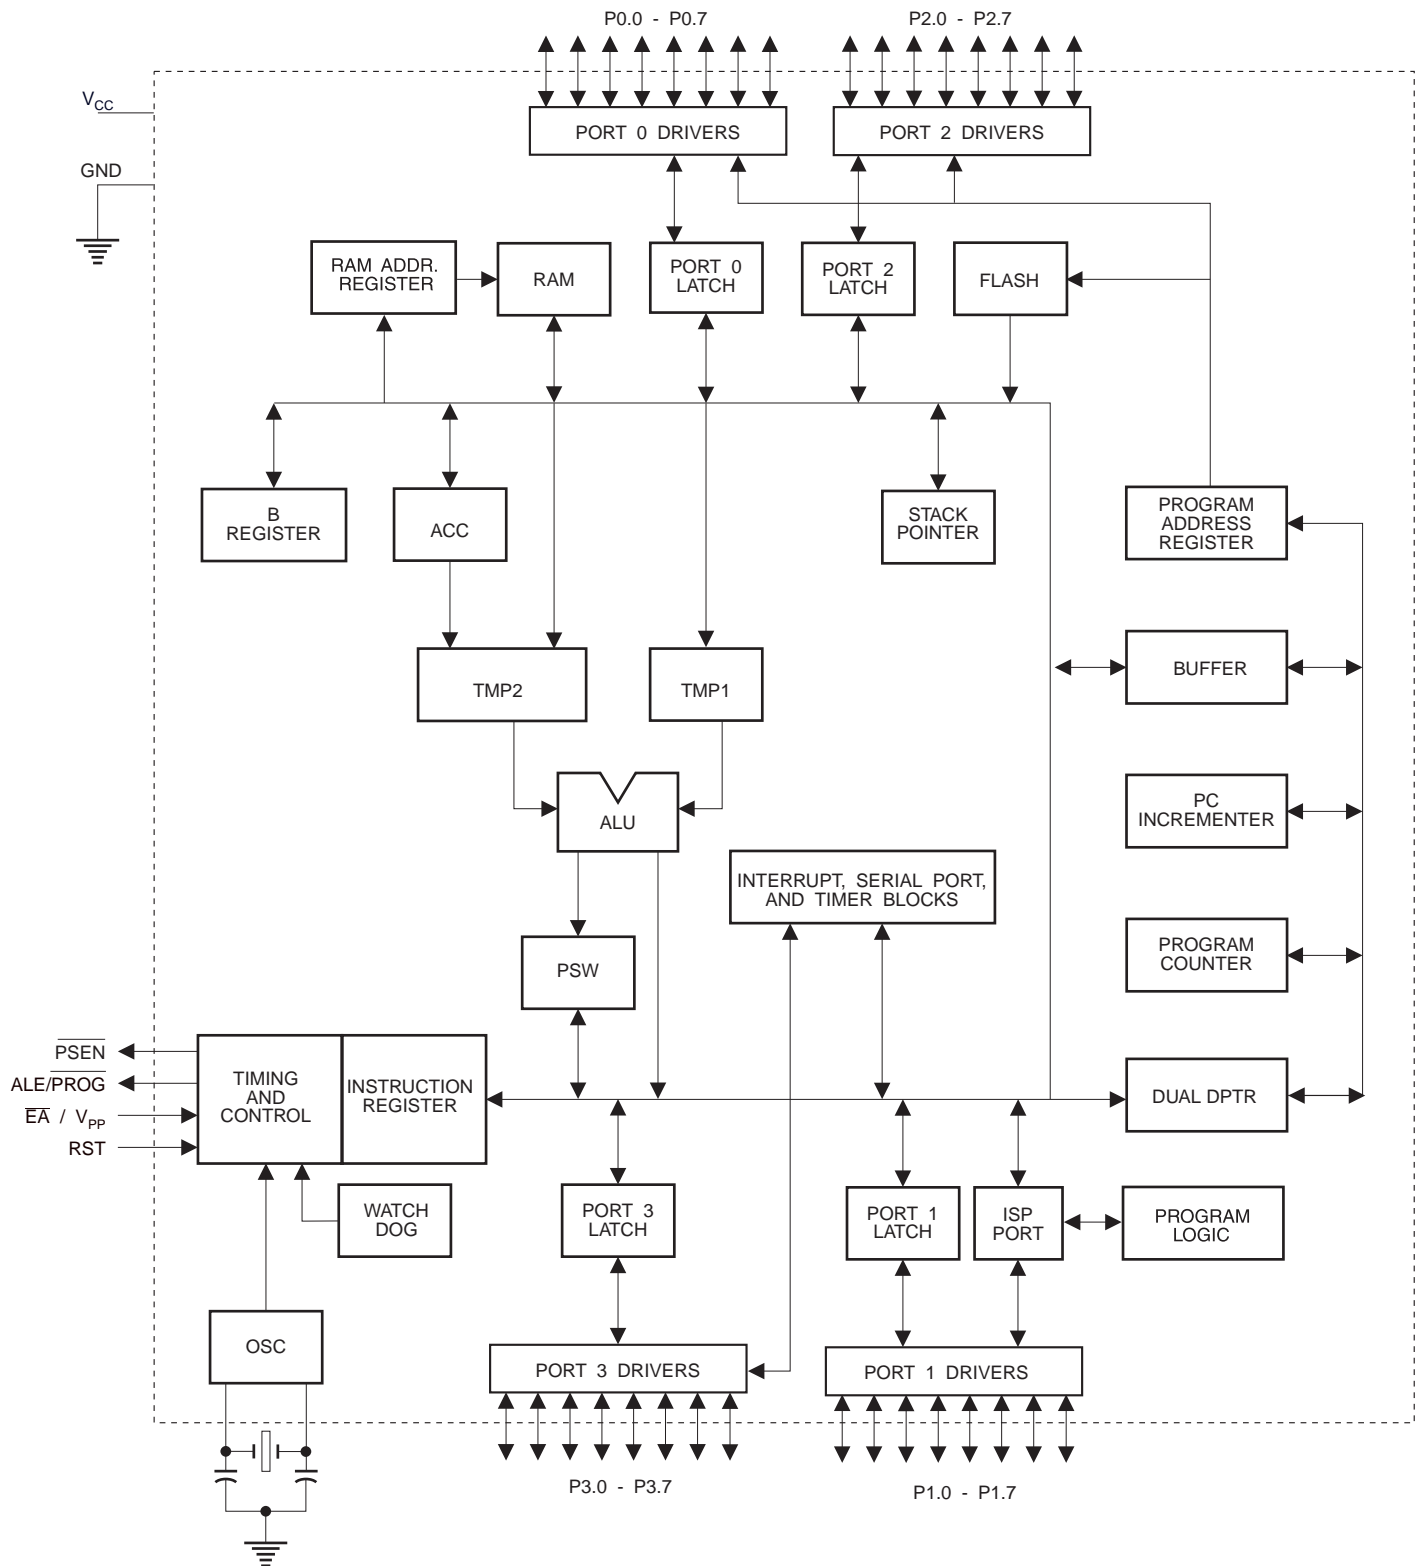 P0.0 - P0.7
P2.0 - P2.7
VCC
GND
PORT 0 DRIVERS
PORT 2 DRIVERS
RAM ADDR.
REGISTER
RAM
PORT 0
LATCH
PORT 2
LATCH
FLASH
B
REGISTER
ACC
STACK
POINTER
PROGRAM
ADDRESS
REGISTER
BUFFER
TMP2
TMP1
ALU
PC
INCREMENTER
INTERRUPT, SERIAL PORT,
AND TIMER BLOCKS
PSW
PROGRAM
COUNTER
PSEN
ALE/PROG
EA / VPP
RST
TIMING
AND
CONTROL
INSTRUCTION
REGISTER
DUAL DPTR
WATCH
DOG
PORT 3
LATCH
PORT 1
LATCH
ISP
PORT
PROGRAM
LOGIC
OSC
PORT 3 DRIVERS
PORT 1 DRIVERS
P3.0 - P3.7
P1.0 - P1.7